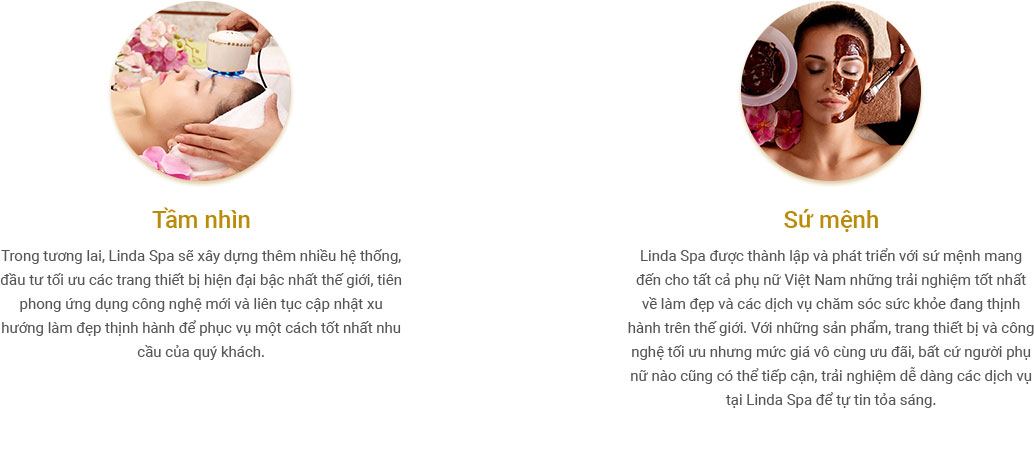 Tầm nhìn
Trong tương lai, Linda Spa sẽ xây dựng thêm nhiều hệ thống,
đầu tư tối ưu các trang thiết bị hiện đại bậc nhất thế giới, tiên
phong ứng dụng công nghệ mới và liên tục cập nhật xu
hướng làm đẹp thịnh hành để phục vụ một cách tốt nhất nhu
cầu của quý khách.
Sứ mệnh
Linda Spa được thành lập và phát triển với sứ mệnh mang
đến cho tất cả phụ nữ Việt Nam những trải nghiệm tốt nhất
về làm đẹp và các dịch vụ chăm sóc sức khỏe đang thịnh
hành trên thế giới. Với những sản phẩm, trang thiết bị và công
nghệ tối ưu nhưng mức giá vô cùng ưu đãi, bất cứ người phụ
nữ nào cũng có thể tiếp cận, trải nghiệm dễ dàng các dịch vụ
tại Linda Spa để tự tin tỏa sáng.